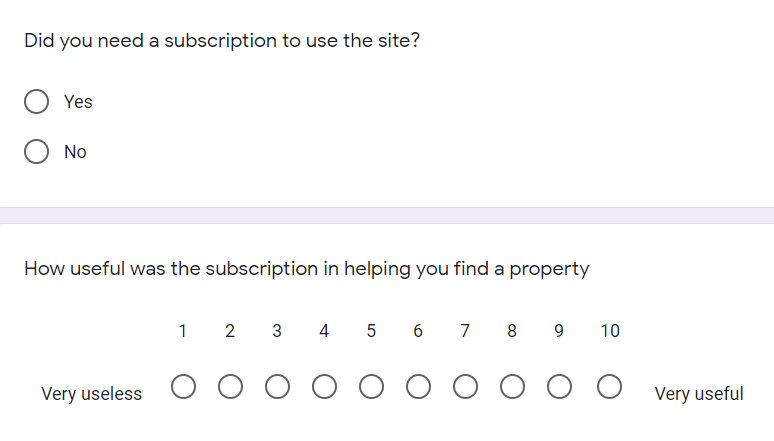 Did you need a subscription to use the site?
Yes
No
How useful was the subscription in helping you find a property
1 2 3 4 5 6 7 8 9 10
Very useless Very useful